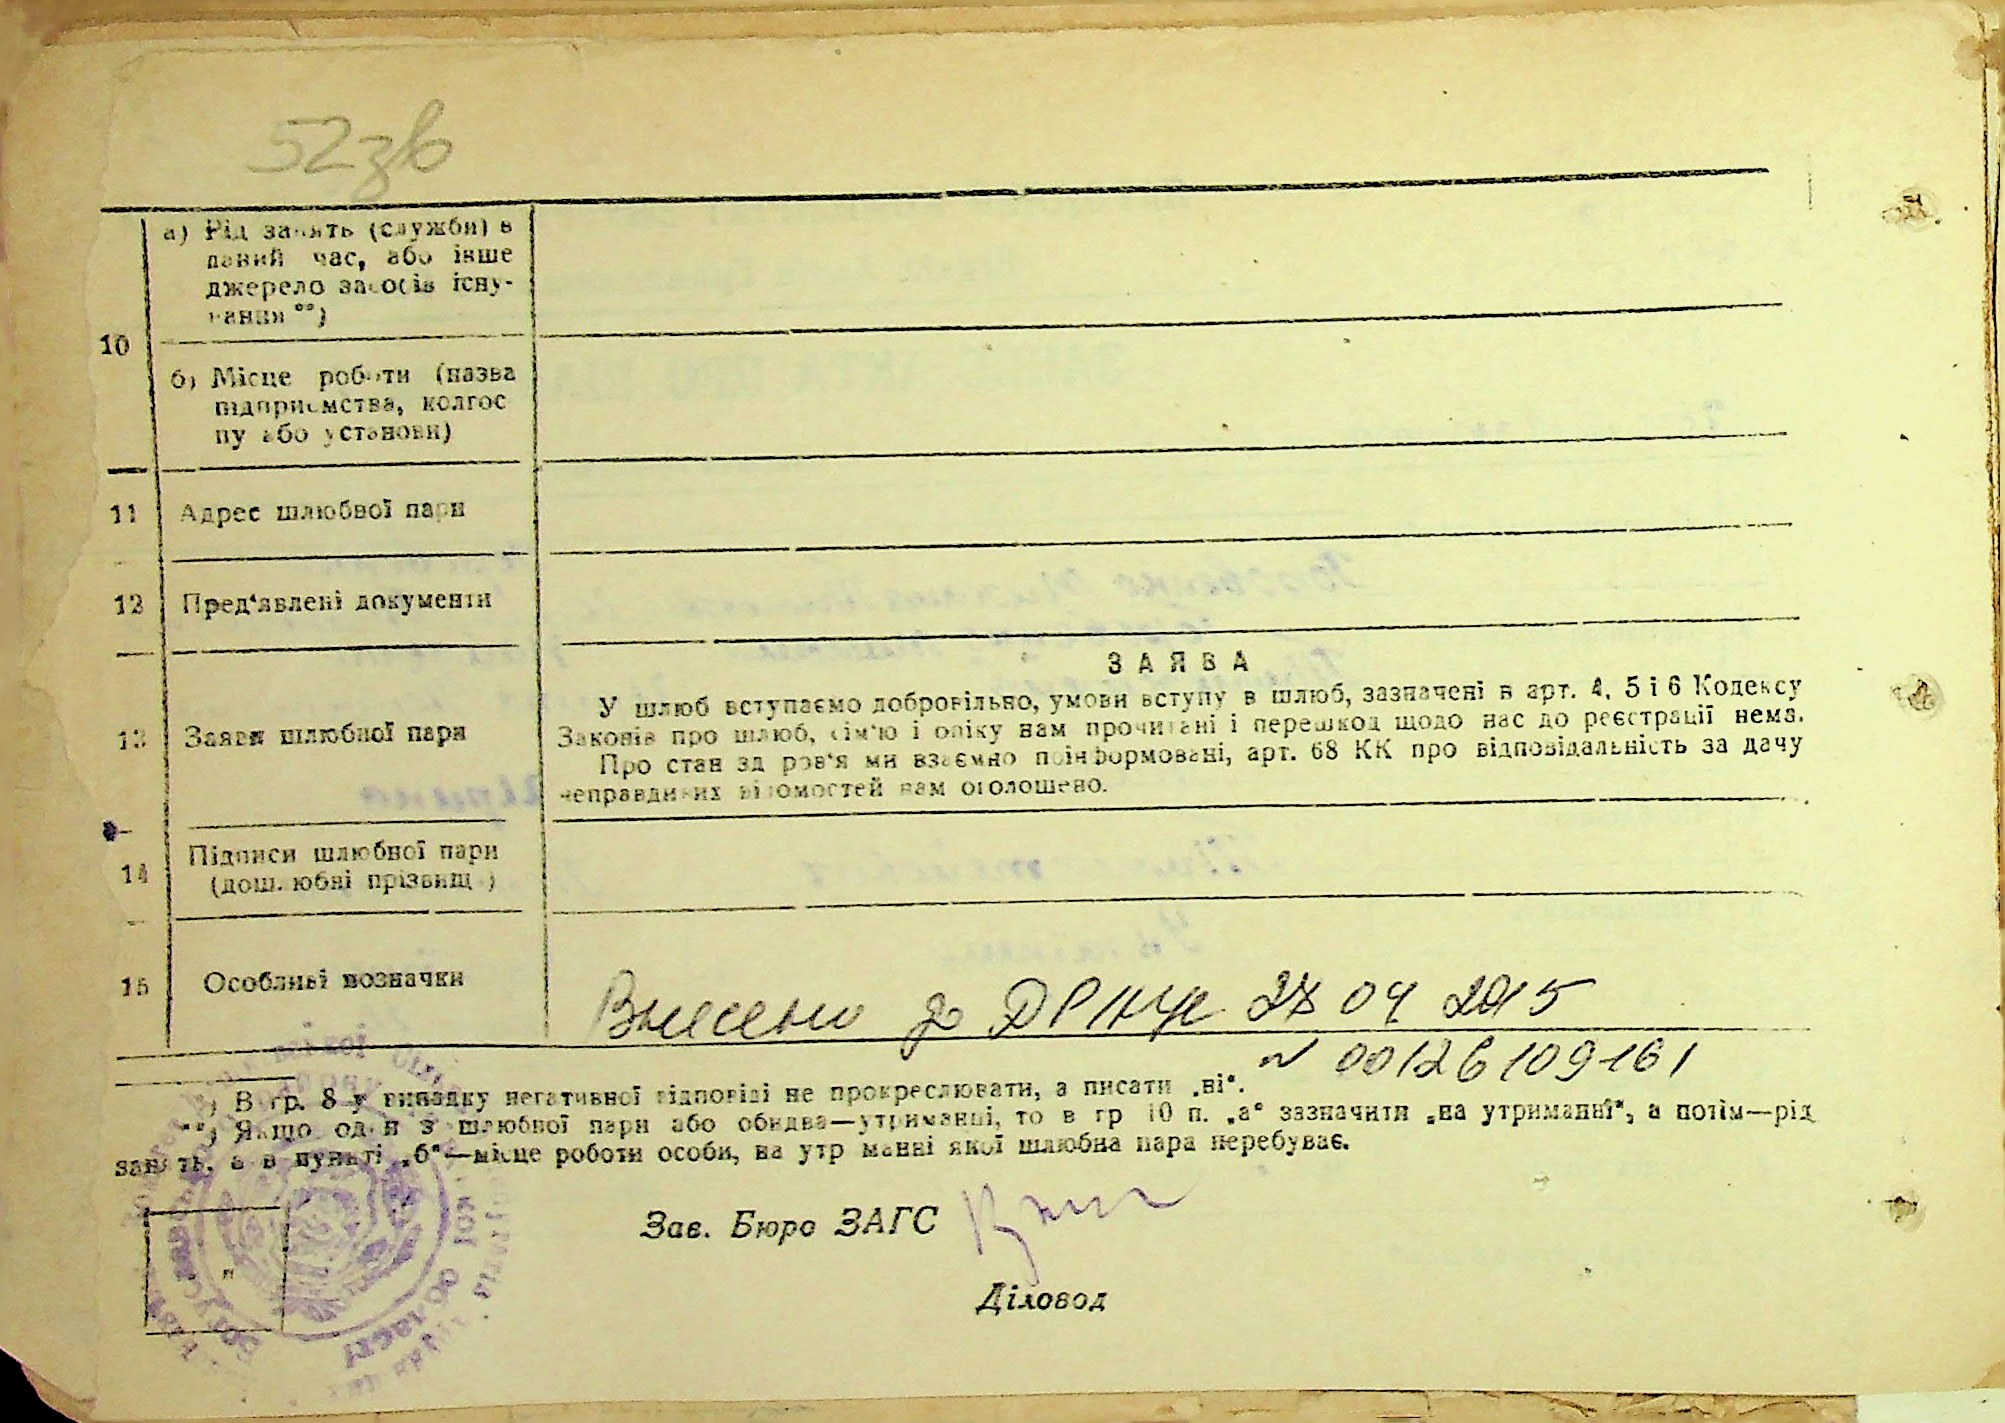 52зв
а) Рід занять (служби) в
даний час, або інше
джерело засобів існу-
вання **)
10
б) Місце роботи (назва
підприємства, колгос
пу або установи)
11 Адрес шлюбної пари
12 Пред'явлені документи
ЗАЯВА
13 Заява шлюбної пари
У шлюб вступаємо добровільно, умови вступу в шлюб, зазначені в арт. 4, 5 і 6 Кодексу
Законів про шлюб, сім'ю і опіку нам прочитані і перешкод щодо нас до реєстрації нема.
Про стан здоров'я ми взаємно поінформовані, арт. 68 КК про відповідальність за дачу
неправдивих відомостей нам оголошено.
14 Підписи шлюбної пари
(дошлюбні прізвища)
15 Особливі возначки
Внесено до 27 04 2015
N 00126109161
*) В гр. 8 у випадку негативної відповіді не прокреслювати, а писати „ні“.
**) Якщо один з шлюбної пари або обидва—утриманці, то в гр 10 п. „а“ зазначити „на утриманні“, а потім—рід
занять, а в пункті „б“—місце роботи особи, на утриманні якої шлюбна пара перебуває.
Зав. Бюро ЗАГС
Діловод
області